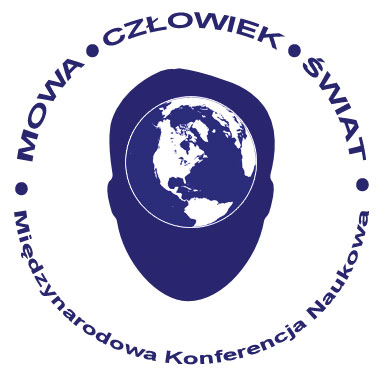 MOWA • CZŁOWIEK • ŚWIAT
• Międzynarodowa Konferencja Naukowa •